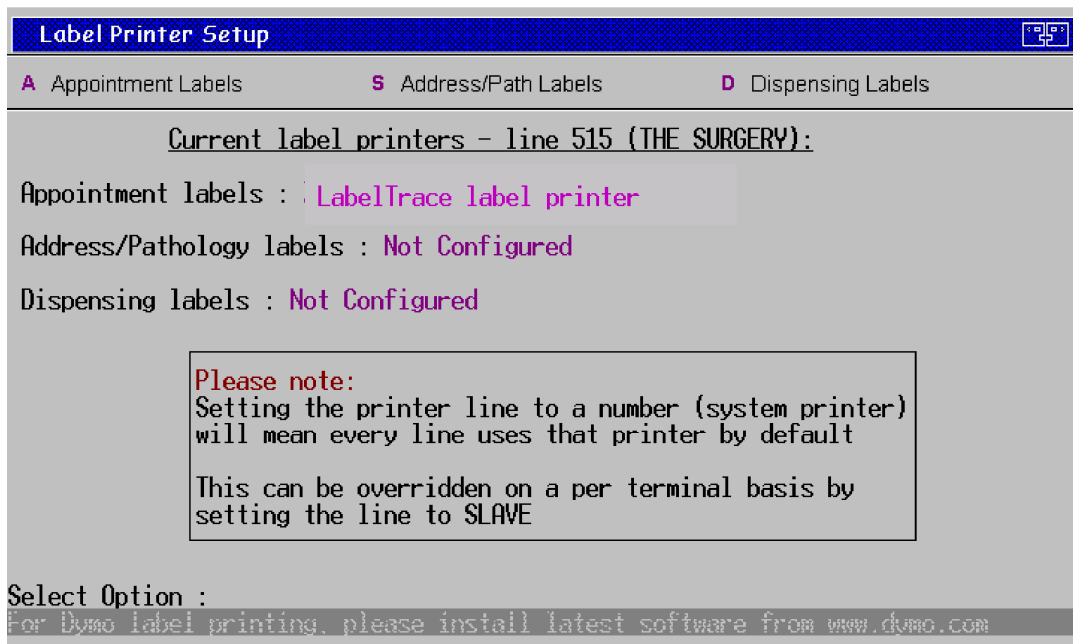 Label Printer Setup
A Appointment Labels S Address/Path Labels D Dispensing Labels
Current label printers - line 515 (THE SURGERY):
Appointment labels : LabelTrace label printer
Address/Pathology labels : Not Configured
Dispensing labels : Not Configured
Please note:
Setting the printer line to a number (system printer)
will mean every line uses that printer by default
This can be overridden on a per terminal basis by
setting the line to SLAVE
Select Option :
For Dymo label printing, please install latest software from www.dymo.com